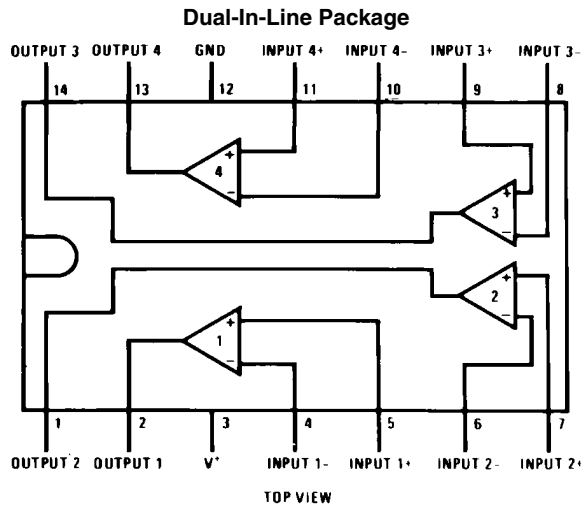 Dual-In-Line Package
OUTPUT 3 OUTPUT 4 GND INPUT 4+ INPUT 4- INPUT 3+ INPUT 3-
14 13 12 11 10 9 8
+
4
-
+
3
-
+
2
-
+
1
-
1 2 3 4 5 6 7
OUTPUT 2 OUTPUT 1 V+ INPUT 1- INPUT 1+ INPUT 2- INPUT 2+
TOP VIEW